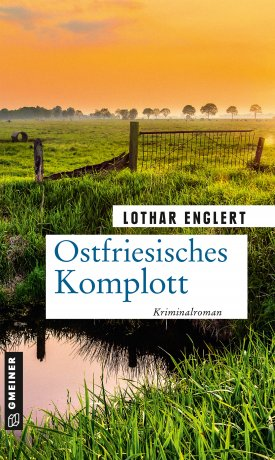 LOTHAR ENGLERT
Ostfriesisches
Komplott
Kriminalroman
GMEINER